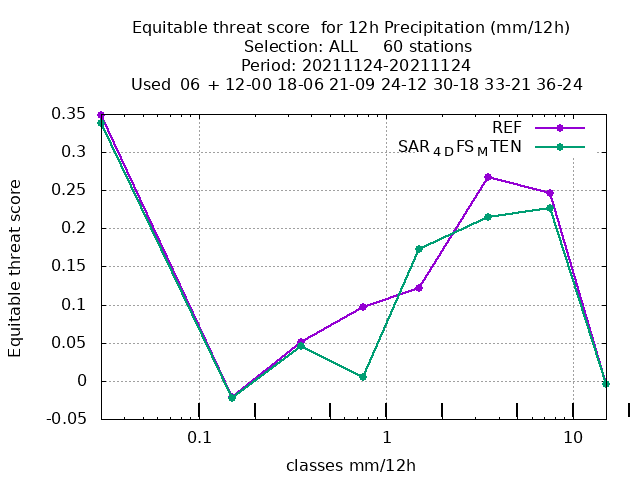 Equitable threat score  for 12h Precipitation (mm/12h)
Selection: ALL     60 stations
Period: 20211124-20211124
Used  06  + 12-00 18-06 21-09 24-12 30-18 33-21 36-24
REF
SAR4DFSMTEN
0.35
0.3
0.25
0.2
0.15
0.1
0.05
0
-0.05
Equitable threat score
0.1
1
10
classes mm/12h